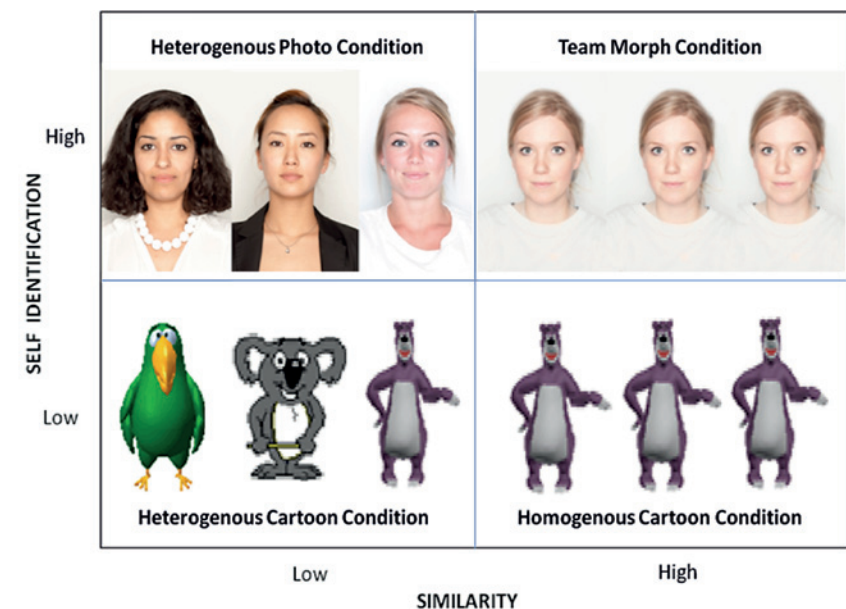 Heterogenous Photo Condition
Team Morph Condition
High
SELF IDENTIFICATION
Low
Heterogenous Cartoon Condition
Homogenous Cartoon Condition
Low
High
SIMILARITY